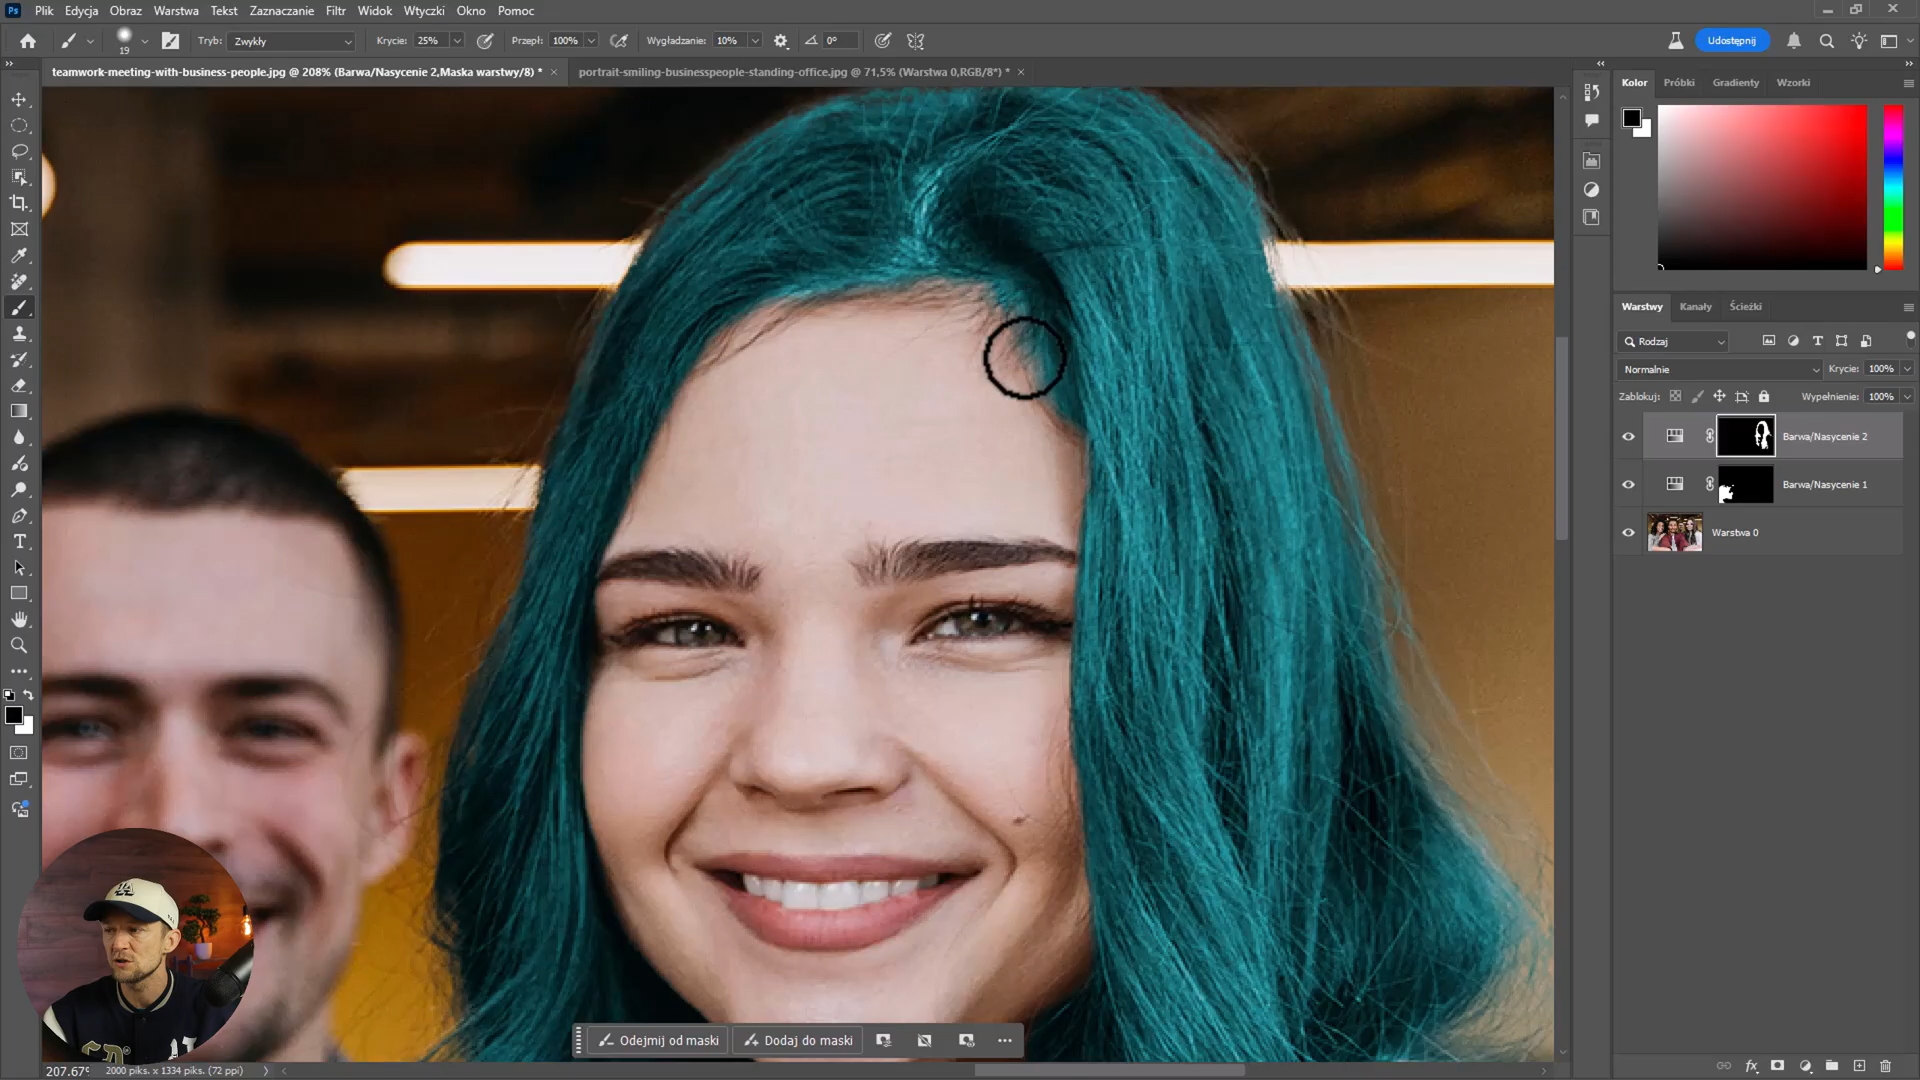 Ps Plik Edycja Obraz Warstwa Tekst Zaznaczanie Filtr Widok Wtyczki Okno Pomoc
19 Tryb: Zwykły Krycie: 25% Przepł: 100% Wygładzanie: 10% 0° Udostępnij
teamwork-meeting-with-business-people.jpg @ 208% (Barwa/Nasycenie 2,Maska warstwy/8) * × portrait-smiling-businesspeople-standing-office.jpg @ 71,5% (Warstwa 0,RGB/8*) * ×
Kolor Próbki Gradienty Wzorki
Warstwy Kanały Ścieżki
Rodzaj
Normalnie Krycie: 100%
Zablokuj: Wypełnienie: 100%
Barwa/Nasycenie 2
Barwa/Nasycenie 1
Warstwa 0
Odejmij od maski Dodaj do maski
207.67% 2000 piks. x 1334 piks. (72 ppi)